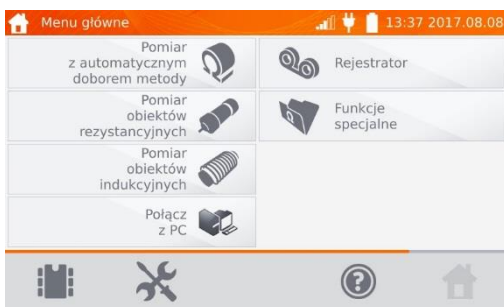 Menu główne
13:37 2017.08.08
Pomiar
z automatycznym
doborem metody
Rejestrator
Pomiar
obiektów
rezystancyjnych
Funkcje
specjalne
Pomiar
obiektów
indukcyjnych
Połącz
z PC